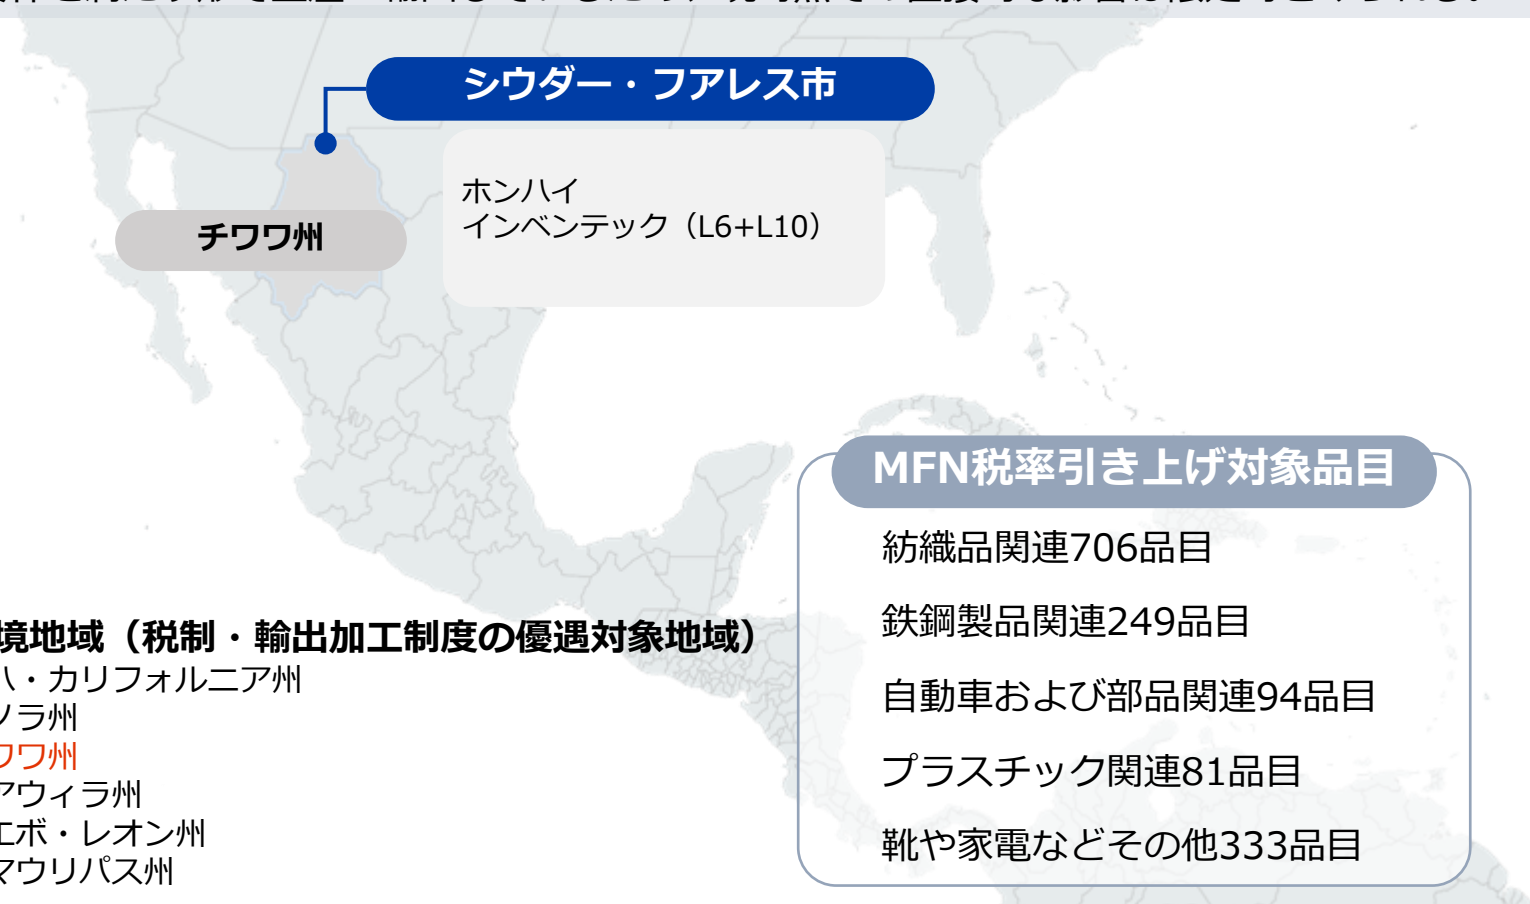 シウダー・フアレス市
ホンハイ
インベンテック（L6+L10）
チワワ州
MFN税率引き上げ対象品目
紡織品関連706品目
鉄鋼製品関連249品目
自動車および部品関連94品目
プラスチック関連81品目
靴や家電などその他333品目
境地域（税制・輸出加工制度の優遇対象地域）
ハ・カリフォルニア州
ノラ州
ワワ州
アウィラ州
エボ・レオン州
マウリパス州